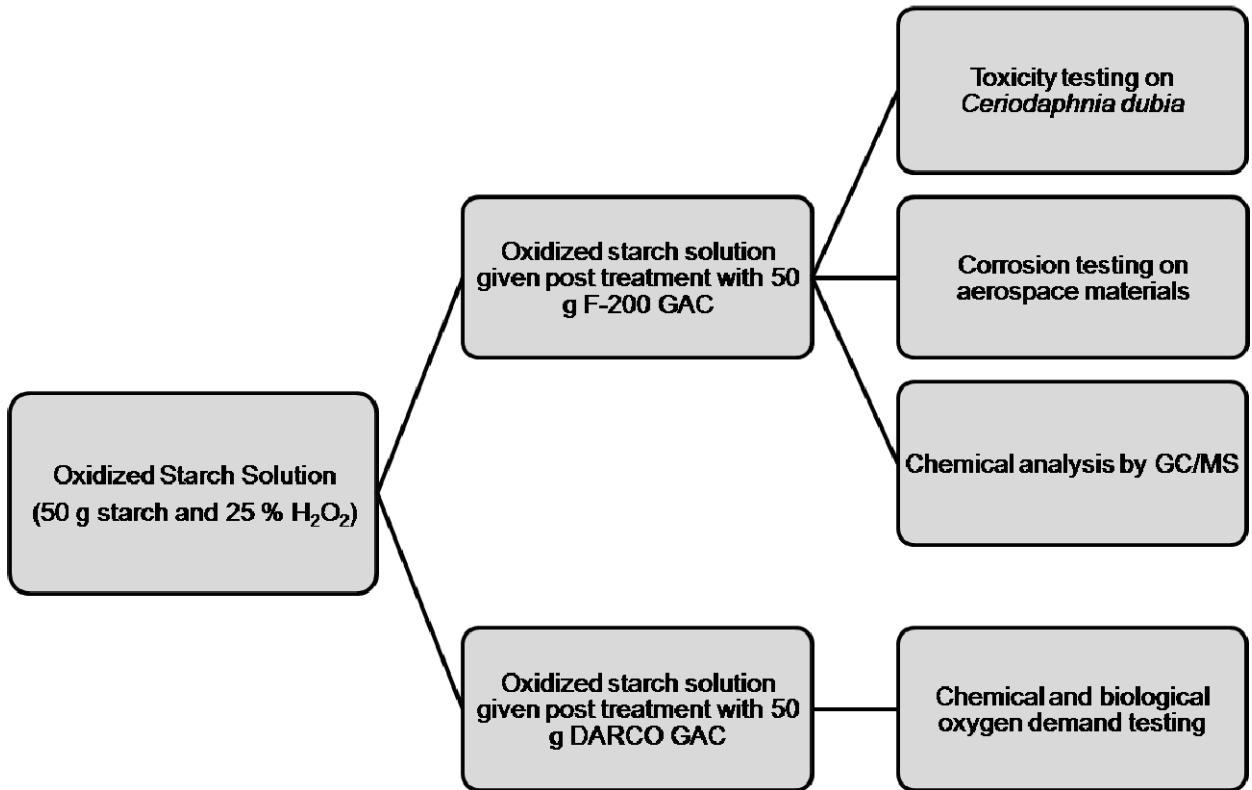 Oxidized Starch Solution
(50 g starch and 25 % H₂O₂)
Oxidized starch solution
given post treatment with 50
g F-200 GAC
Toxicity testing on
Ceriodaphnia dubia
Corrosion testing on
aerospace materials
Chemical analysis by GC/MS
Oxidized starch solution
given post treatment with 50
g DARCO GAC
Chemical and biological
oxygen demand testing